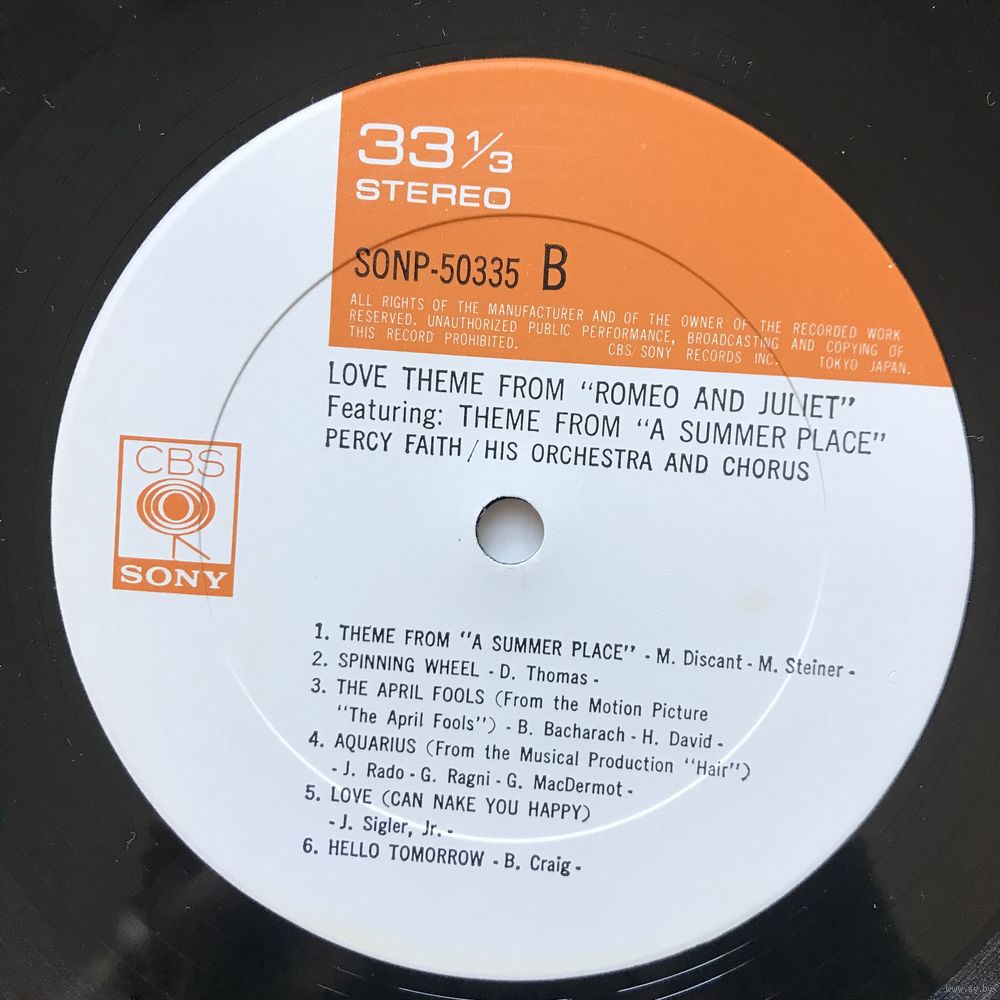 33 1/3
STEREO
SONP-50335 B
ALL RIGHTS OF THE MANUFACTURER AND OF THE OWNER OF THE RECORDED WORK
RESERVED. UNAUTHORIZED PUBLIC PERFORMANCE, BROADCASTING AND COPYING OF
THIS RECORD PROHIBITED. CBS/SONY RECORDS INC. TOKYO JAPAN.
LOVE THEME FROM “ROMEO AND JULIET”
Featuring: THEME FROM “A SUMMER PLACE”
PERCY FAITH / HIS ORCHESTRA AND CHORUS
CBS
SONY
1. THEME FROM “A SUMMER PLACE” - M. Discant - M. Steiner -
2. SPINNING WHEEL - D. Thomas -
3. THE APRIL FOOLS (From the Motion Picture
“The April Fools”) - B. Bacharach - H. David -
4. AQUARIUS (From the Musical Production “Hair”)
- J. Rado - G. Ragni - G. MacDermot -
5. LOVE (CAN NAKE YOU HAPPY)
- J. Sigler, Jr. -
6. HELLO TOMORROW - B. Craig -